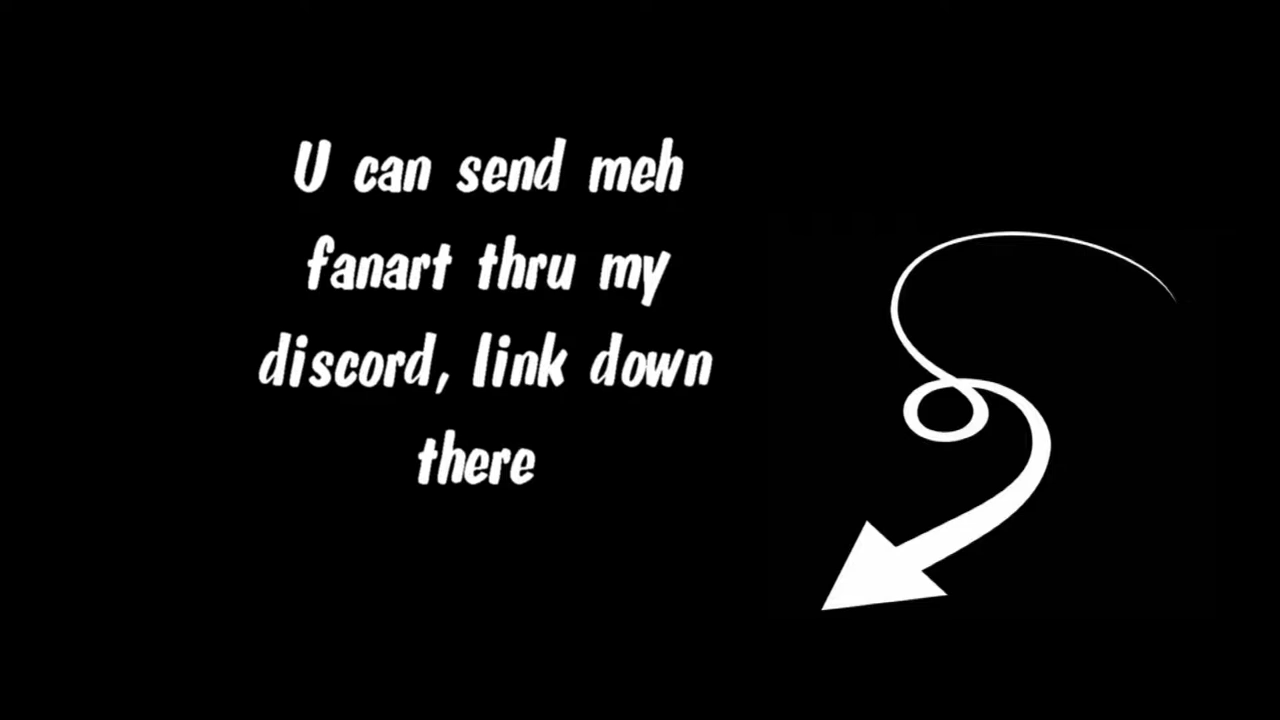 U can send meh
fanart thru my
discord, link down
there